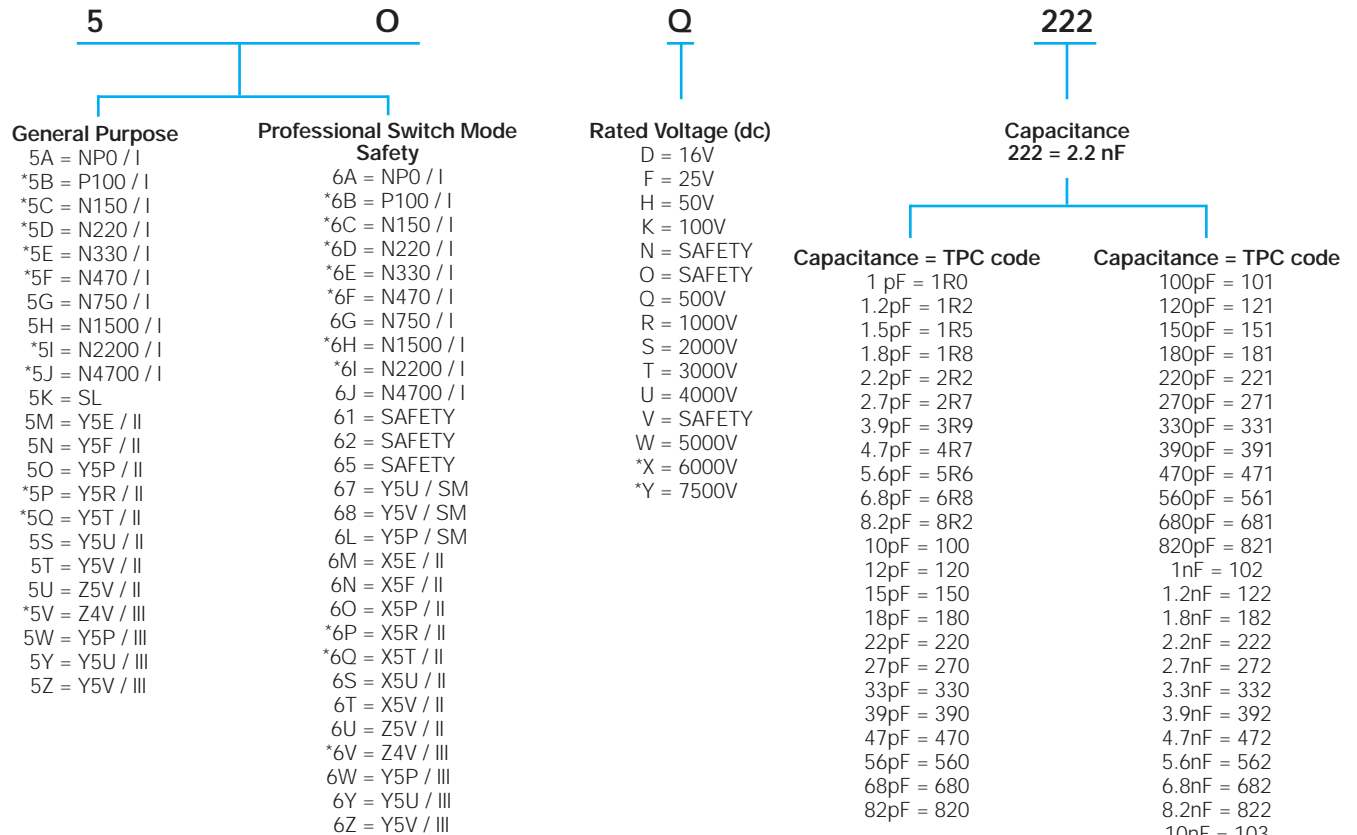 5 O Q 222
General Purpose
5A = NP0 / I
*5B = P100 / I
*5C = N150 / I
*5D = N220 / I
*5E = N330 / I
*5F = N470 / I
5G = N750 / I
5H = N1500 / I
*5I = N2200 / I
*5J = N4700 / I
5K = SL
5M = Y5E / II
5N = Y5F / II
5O = Y5P / II
*5P = Y5R / II
*5Q = Y5T / II
5S = Y5U / II
5T = Y5V / II
5U = Z5V / II
*5V = Z4V / III
5W = Y5P / III
5Y = Y5U / III
5Z = Y5V / III
Professional Switch Mode
Safety
6A = NP0 / I
*6B = P100 / I
*6C = N150 / I
*6D = N220 / I
*6E = N330 / I
*6F = N470 / I
6G = N750 / I
*6H = N1500 / I
*6I = N2200 / I
6J = N4700 / I
61 = SAFETY
62 = SAFETY
65 = SAFETY
67 = Y5U / SM
68 = Y5V / SM
6L = Y5P / SM
6M = X5E / II
6N = X5F / II
6O = X5P / II
*6P = X5R / II
*6Q = X5T / II
6S = X5U / II
6T = X5V / II
6U = Z5V / II
*6V = Z4V / III
6W = Y5P / III
6Y = Y5U / III
6Z = Y5V / III
Rated Voltage (dc)
D = 16V
F = 25V
H = 50V
K = 100V
N = SAFETY
O = SAFETY
Q = 500V
R = 1000V
S = 2000V
T = 3000V
U = 4000V
V = SAFETY
W = 5000V
*X = 6000V
*Y = 7500V
Capacitance
222 = 2.2 nF
Capacitance = TPC code
1 pF = 1R0
1.2pF = 1R2
1.5pF = 1R5
1.8pF = 1R8
2.2pF = 2R2
2.7pF = 2R7
3.9pF = 3R9
4.7pF = 4R7
5.6pF = 5R6
6.8pF = 6R8
8.2pF = 8R2
10pF = 100
12pF = 120
15pF = 150
18pF = 180
22pF = 220
27pF = 270
33pF = 330
39pF = 390
47pF = 470
56pF = 560
68pF = 680
82pF = 820
Capacitance = TPC code
100pF = 101
120pF = 121
150pF = 151
180pF = 181
220pF = 221
270pF = 271
330pF = 331
390pF = 391
470pF = 471
560pF = 561
680pF = 681
820pF = 821
1nF = 102
1.2nF = 122
1.8nF = 182
2.2nF = 222
2.7nF = 272
3.3nF = 332
3.9nF = 392
4.7nF = 472
5.6nF = 562
6.8nF = 682
8.2nF = 822
10nF = 103